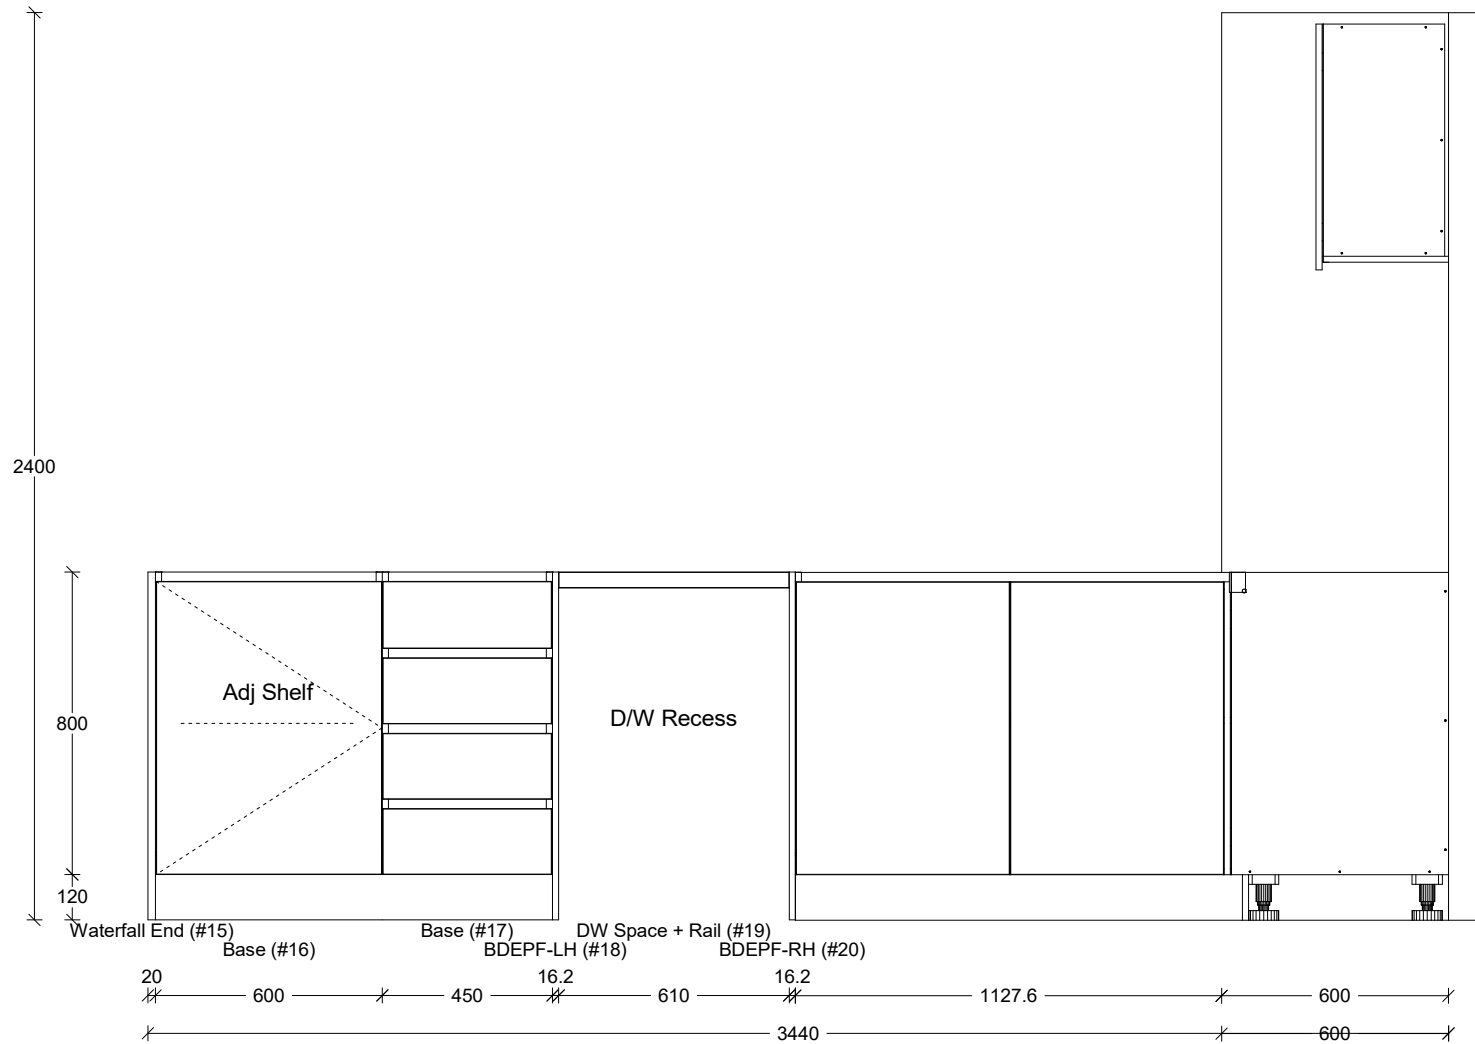 2400
Adj Shelf
D/W Recess
800
120
Waterfall End (#15) Base (#17) DW Space + Rail (#19)
Base (#16) BDEPF-LH (#18) BDEPF-RH (#20)
20 16.2 16.2
600 450 610 1127.6 600
3440 600